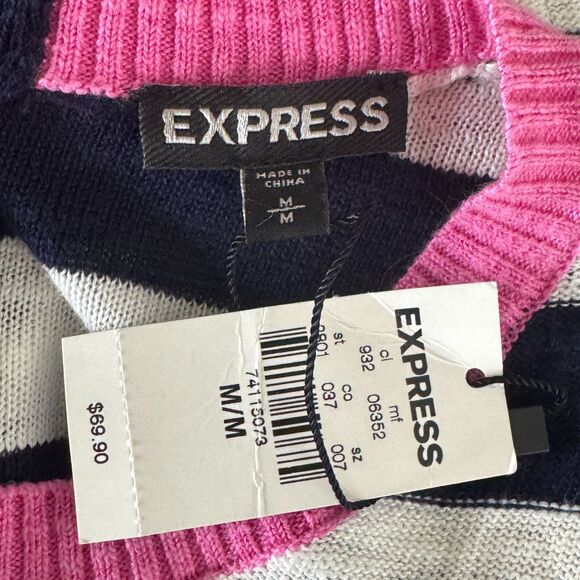 EXPRESS
MADE IN
CHINA
M
M
EXPRESS
mf
06352
cl
932
sz
007
co
037
st
74115073
M/M
$69.90